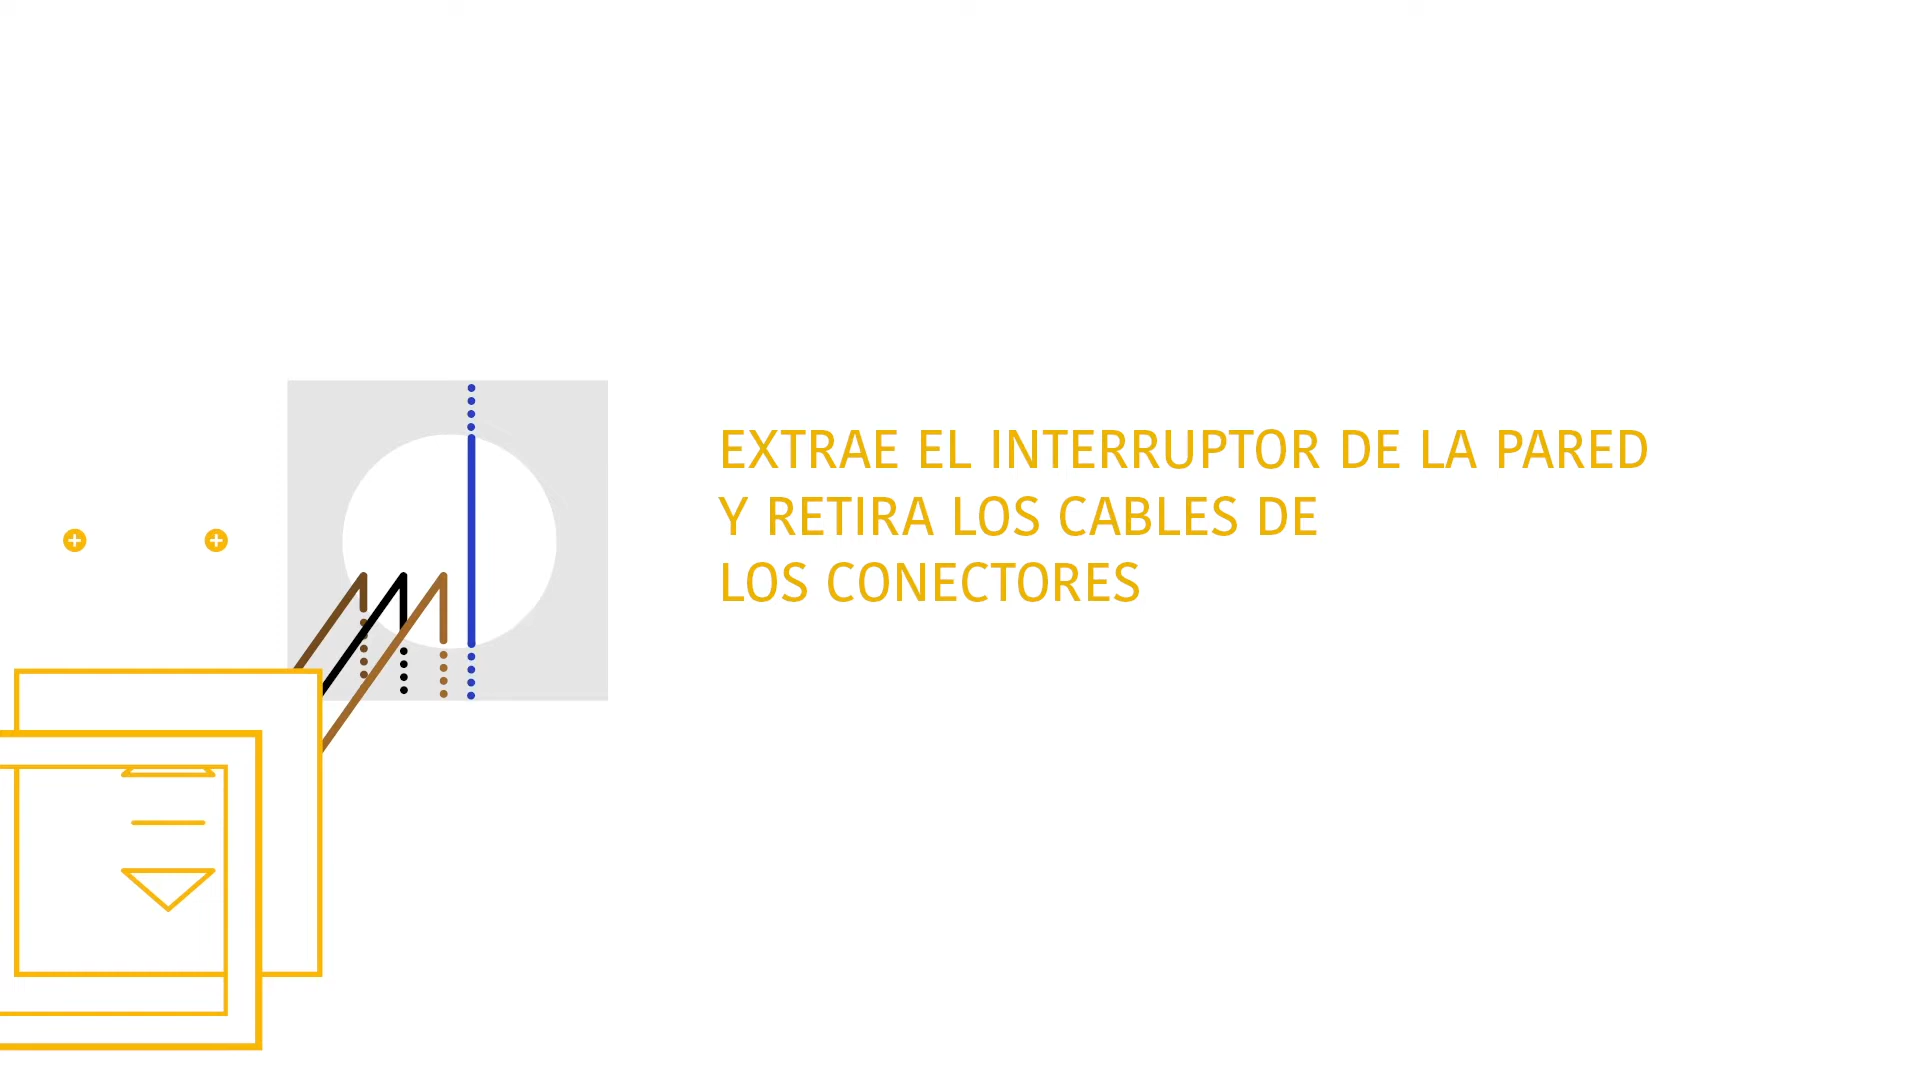 EXTRAE EL INTERRUPTOR DE LA PARED
Y RETIRA LOS CABLES DE
LOS CONECTORES